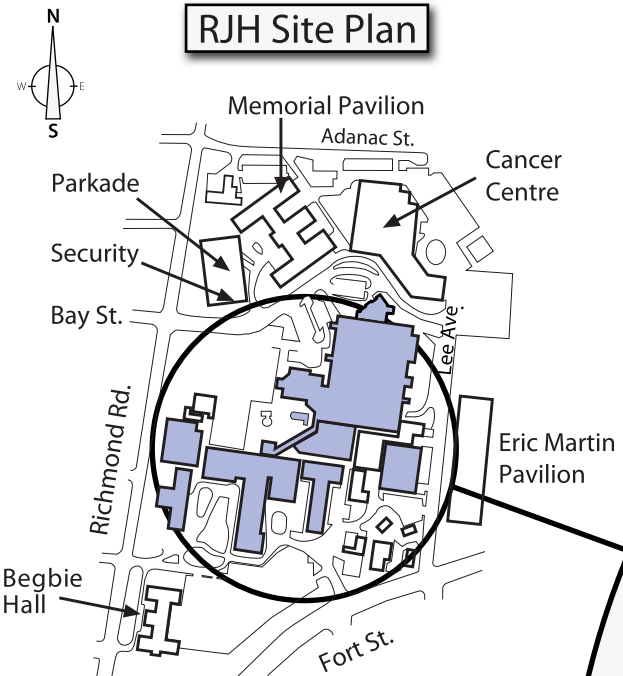 N
RJH Site Plan
W
E
S
Memorial Pavilion
Adanac St.
Cancer
Centre
Parkade
Security
Bay St.
Lee Ave.
Richmond Rd.
Eric Martin
Pavilion
Begbie
Hall
Fort St.